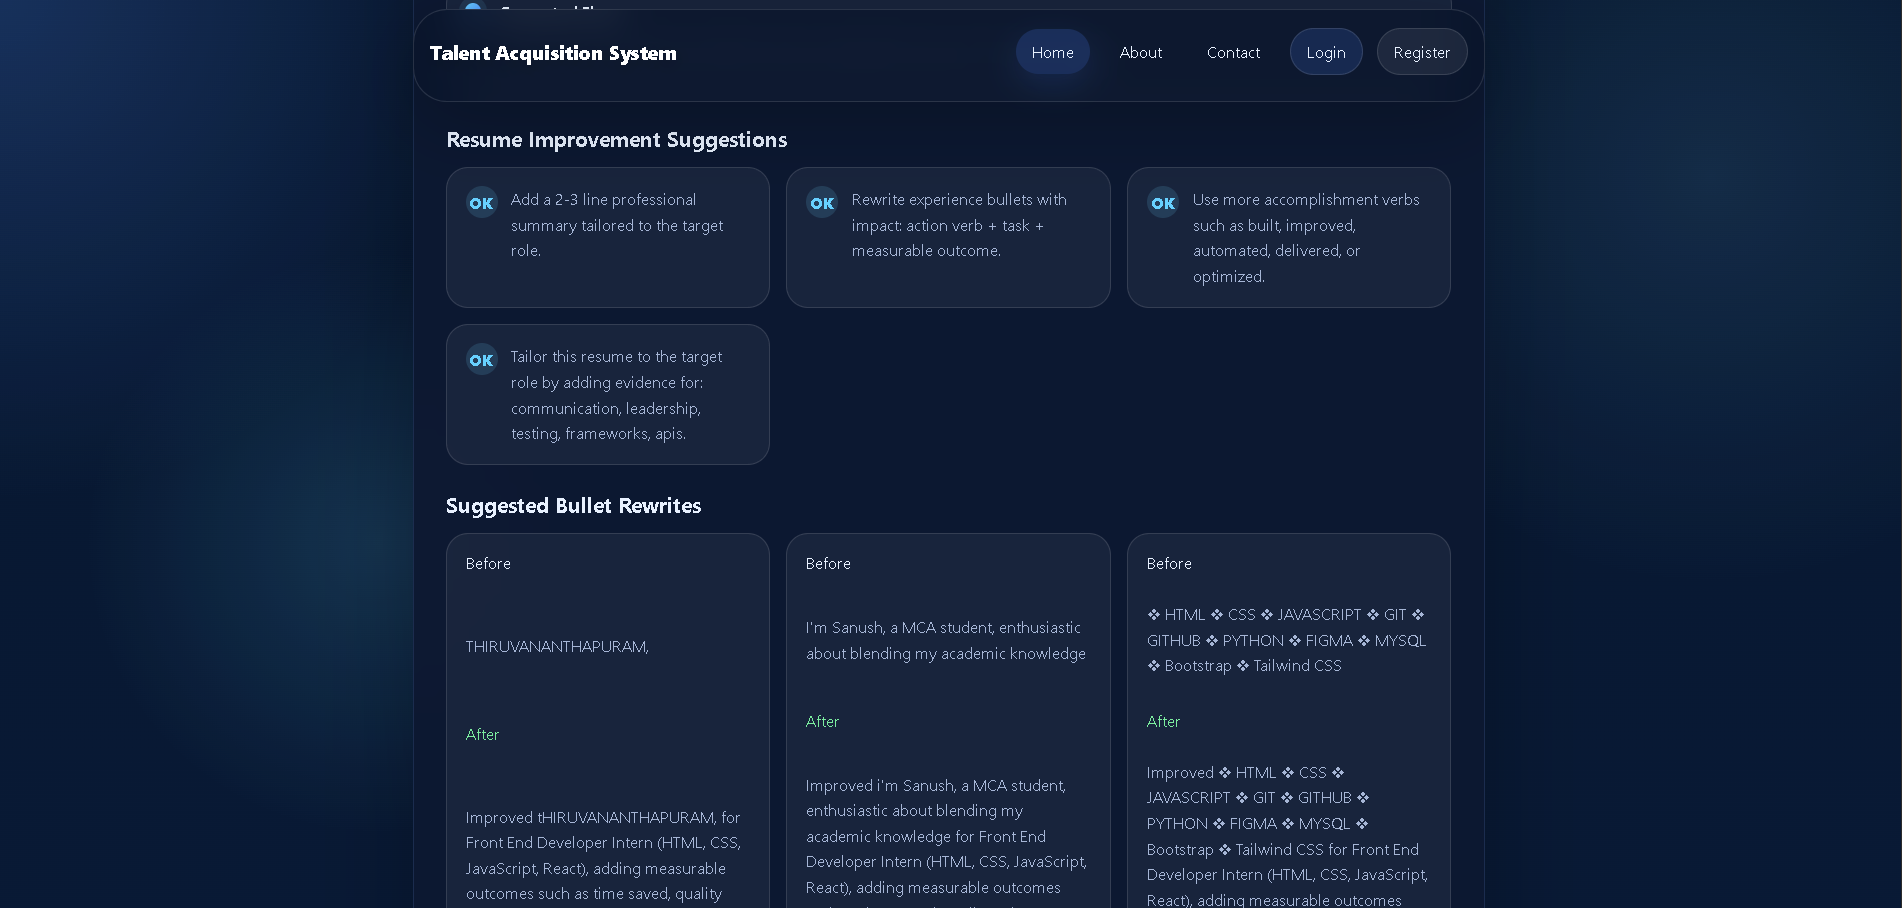 Talent Acquisition System
Home
About
Contact
Login
Register
Resume Improvement Suggestions
OK
Add a 2-3 line professional
summary tailored to the target
role.
OK
Rewrite experience bullets with
impact: action verb + task +
measurable outcome.
OK
Use more accomplishment verbs
such as built, improved,
automated, delivered, or
optimized.
OK
Tailor this resume to the target
role by adding evidence for:
communication, leadership,
testing, frameworks, apis.
Suggested Bullet Rewrites
Before
THIRUVANANTHAPURAM,
After
Improved tHIRUVANANTHAPURAM, for
Front End Developer Intern (HTML, CSS,
JavaScript, React), adding measurable
outcomes such as time saved, quality
Before
I'm Sanush, a MCA student, enthusiastic
about blending my academic knowledge
After
Improved i'm Sanush, a MCA student,
enthusiastic about blending my
academic knowledge for Front End
Developer Intern (HTML, CSS, JavaScript,
React), adding measurable outcomes
Before
❖ HTML ❖ CSS ❖ JAVASCRIPT ❖ GIT ❖
GITHUB ❖ PYTHON ❖ FIGMA ❖ MYSQL
❖ Bootstrap ❖ Tailwind CSS
After
Improved ❖ HTML ❖ CSS ❖
JAVASCRIPT ❖ GIT ❖ GITHUB ❖
PYTHON ❖ FIGMA ❖ MYSQL ❖
Bootstrap ❖ Tailwind CSS for Front End
Developer Intern (HTML, CSS, JavaScript,
React), adding measurable outcomes